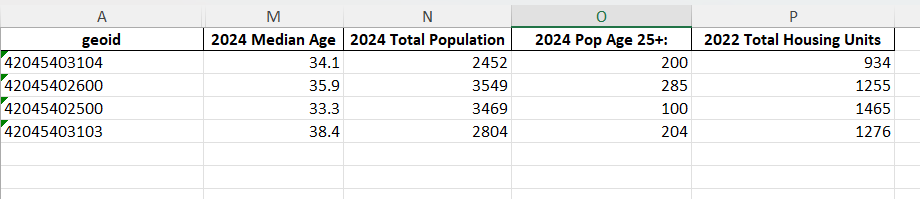 A M N O P
geoid 2024 Median Age 2024 Total Population 2024 Pop Age 25+: 2022 Total Housing Units
42045403104 34.1 2452 200 934
42045402600 35.9 3549 285 1255
42045402500 33.3 3469 100 1465
42045403103 38.4 2804 204 1276